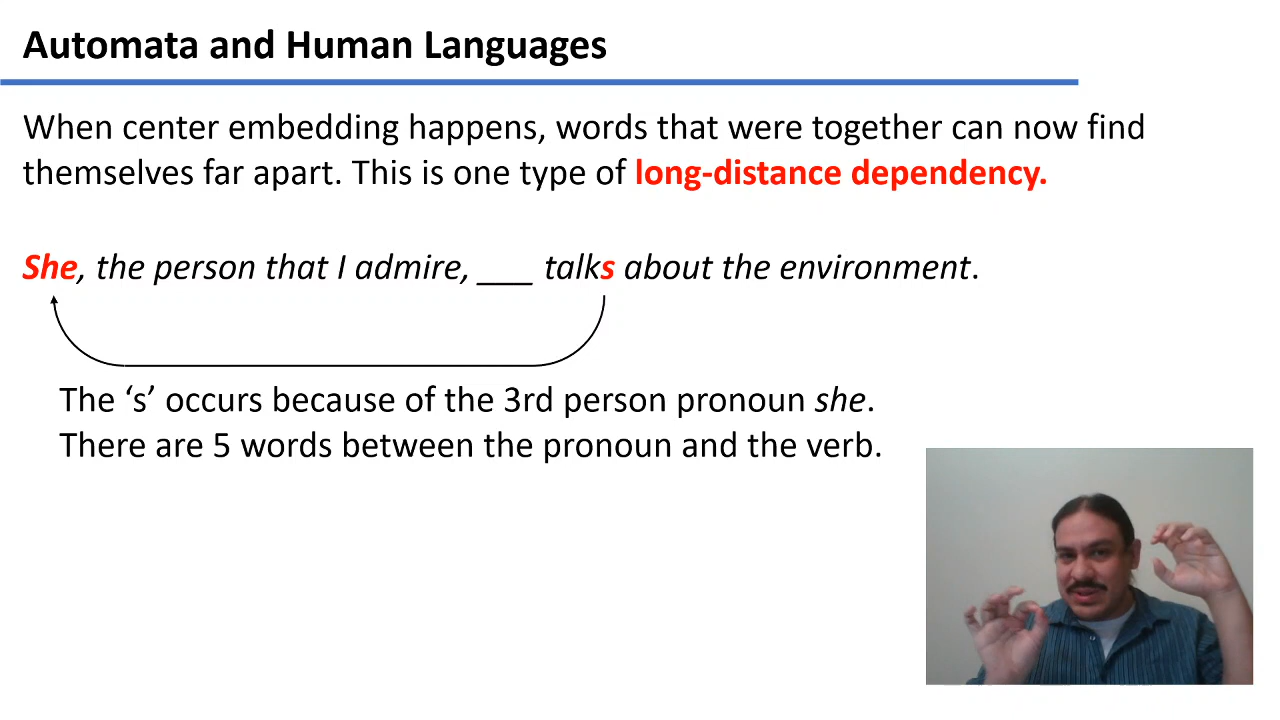 Automata and Human Languages
When center embedding happens, words that were together can now find
themselves far apart. This is one type of long-distance dependency.
She, the person that I admire, ___ talks about the environment.
The ‘s’ occurs because of the 3rd person pronoun she.
There are 5 words between the pronoun and the verb.